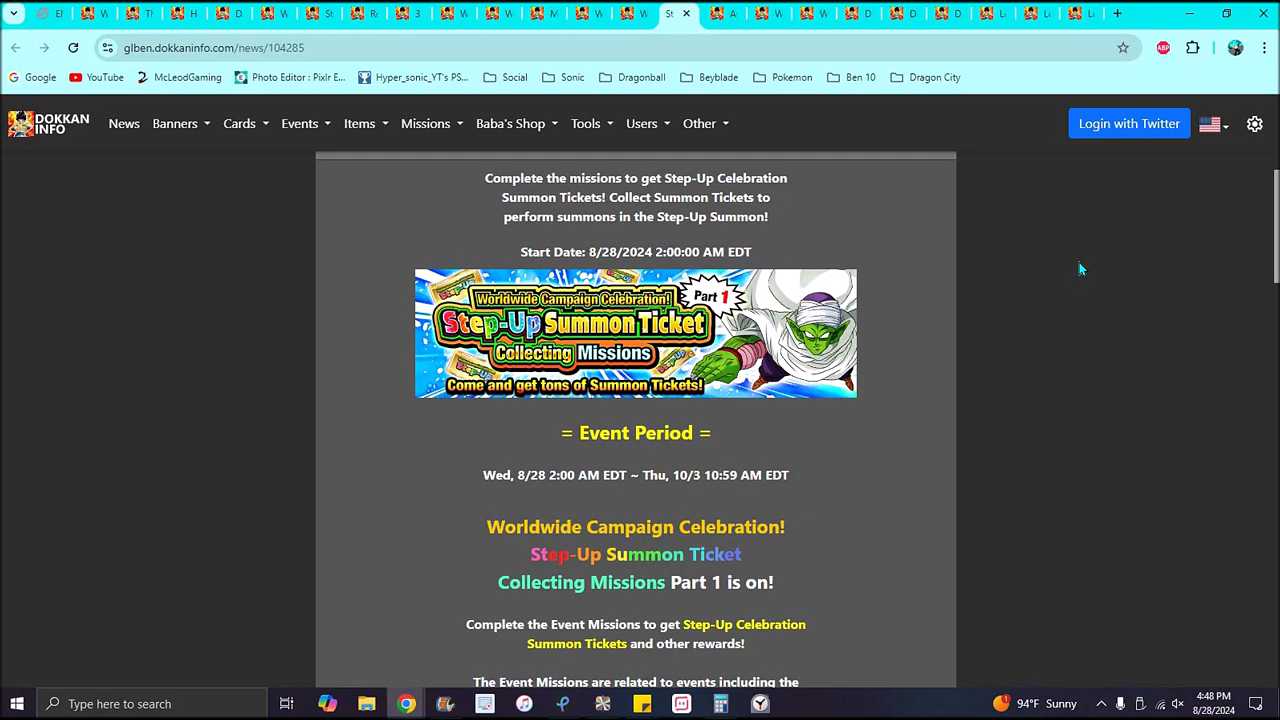 El
W
Tl
H
D
W
St
R
3
W
W
M
W
W
St
A
W
W
D
D
D
L
L
L
glben.dokkaninfo.com/news/104285
ABP
Google
YouTube
McLeodGaming
Photo Editor : Pixlr E...
Hyper_sonic_YT's PS...
Social
Sonic
Dragonball
Beyblade
Pokemon
Ben 10
Dragon City
DOKKAN
INFO
News
Banners
Cards
Events
Items
Missions
Baba's Shop
Tools
Users
Other
Login with Twitter
Complete the missions to get Step-Up Celebration
Summon Tickets! Collect Summon Tickets to
perform summons in the Step-Up Summon!
Start Date: 8/28/2024 2:00:00 AM EDT
Worldwide Campaign Celebration!
Part 1
Step-Up Summon Ticket
Collecting Missions
Come and get tons of Summon Tickets!
= Event Period =
Wed, 8/28 2:00 AM EDT ~ Thu, 10/3 10:59 AM EDT
Worldwide Campaign Celebration!
Step-Up Summon Ticket
Collecting Missions Part 1 is on!
Complete the Event Missions to get Step-Up Celebration
Summon Tickets and other rewards!
The Event Missions are related to events including the
Type here to search
94°F Sunny
4:48 PM
8/28/2024